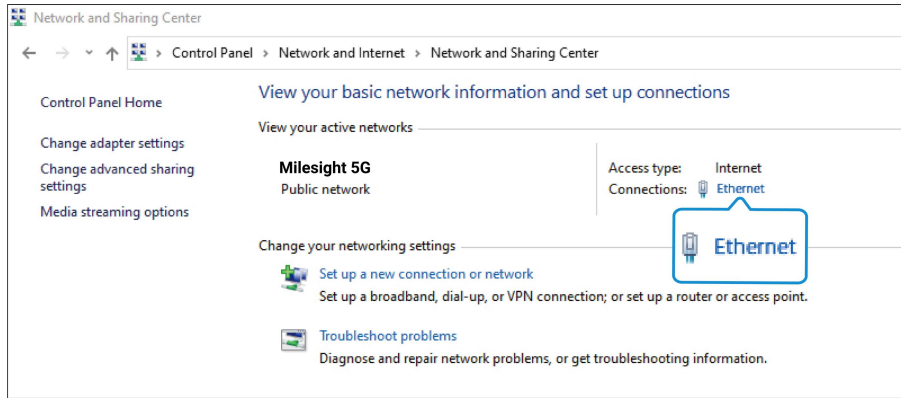 Network and Sharing Center
Control Panel > Network and Internet > Network and Sharing Center
Control Panel Home
Change adapter settings
Change advanced sharing
settings
Media streaming options
View your basic network information and set up connections
View your active networks
Milesight 5G
Public network
Access type: Internet
Connections: Ethernet
Ethernet
Change your networking settings
Set up a new connection or network
Set up a broadband, dial-up, or VPN connection; or set up a router or access point.
Troubleshoot problems
Diagnose and repair network problems, or get troubleshooting information.